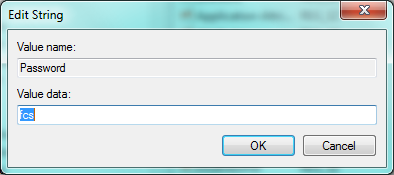 Edit String
Value name:
Password
Value data:
fcs
OK
Cancel